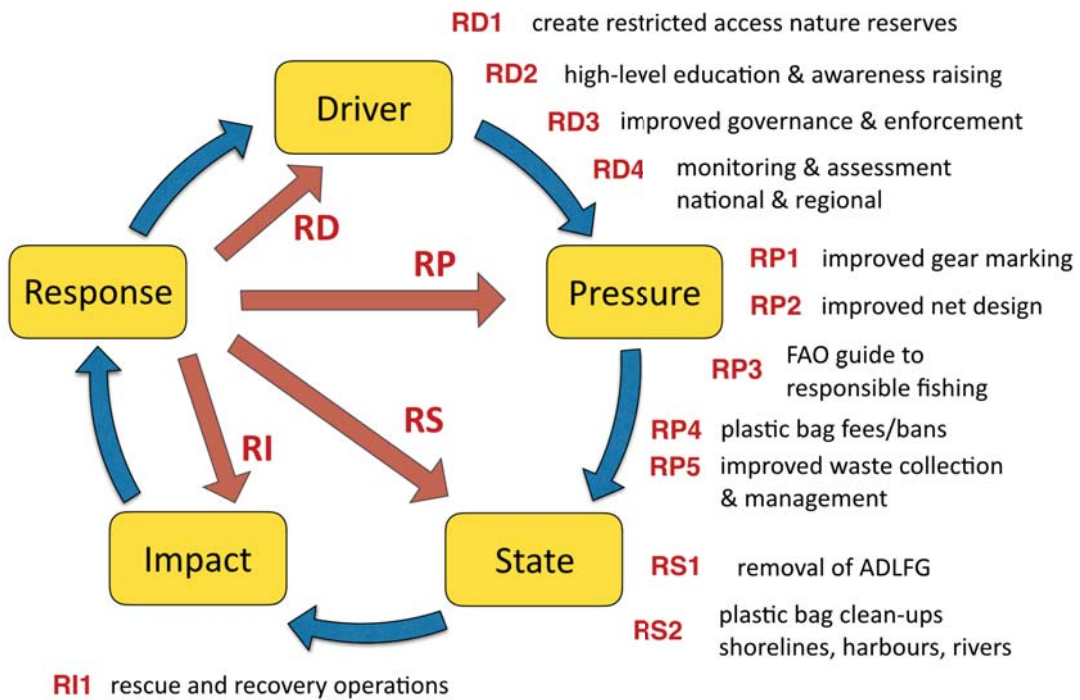 RD1 create restricted access nature reserves
RD2 high-level education & awareness raising
Driver
RD3 improved governance & enforcement
RD4 monitoring & assessment
national & regional
RD
RP
RP1 improved gear marking
Response
Pressure
RP2 improved net design
RP3 FAO guide to
responsible fishing
RS
RI
RP4 plastic bag fees/bans
RP5 improved waste collection
& management
Impact
State
RS1 removal of ADLFG
RS2 plastic bag clean-ups
shorelines, harbours, rivers
RI1 rescue and recovery operations